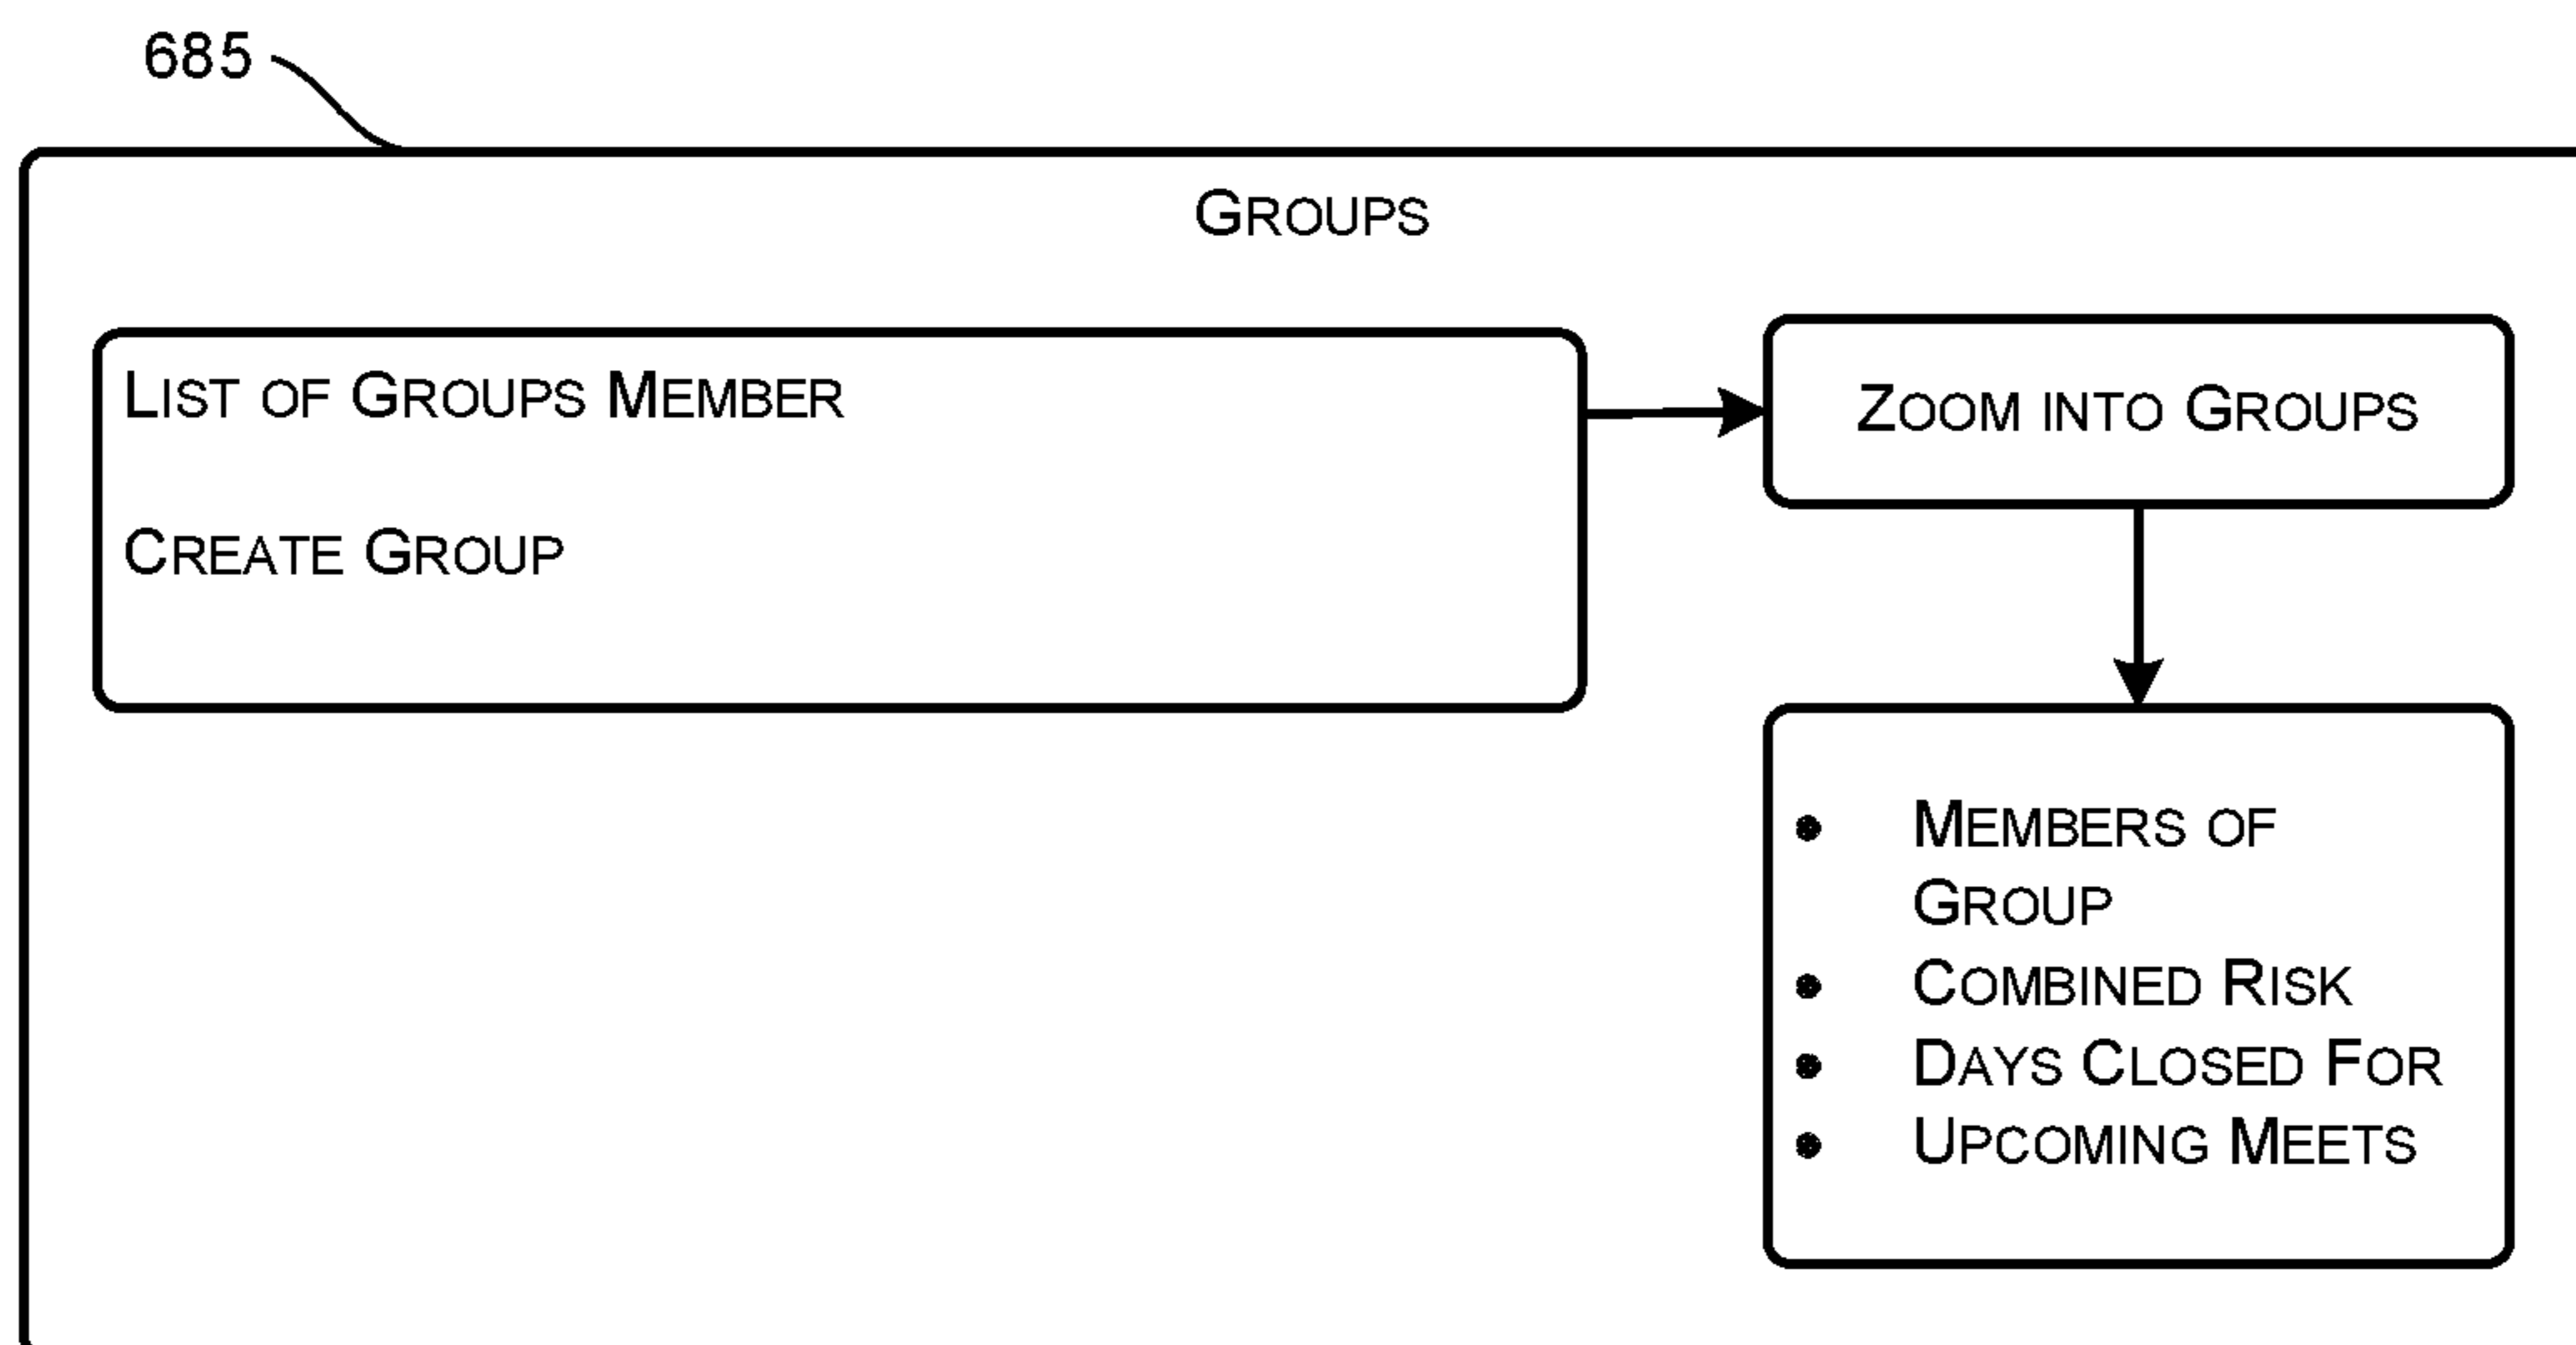 685
GROUPS
LIST OF GROUPS MEMBER
CREATE GROUP
ZOOM INTO GROUPS
• MEMBERS OF
GROUP
• COMBINED RISK
• DAYS CLOSED FOR
• UPCOMING MEETS